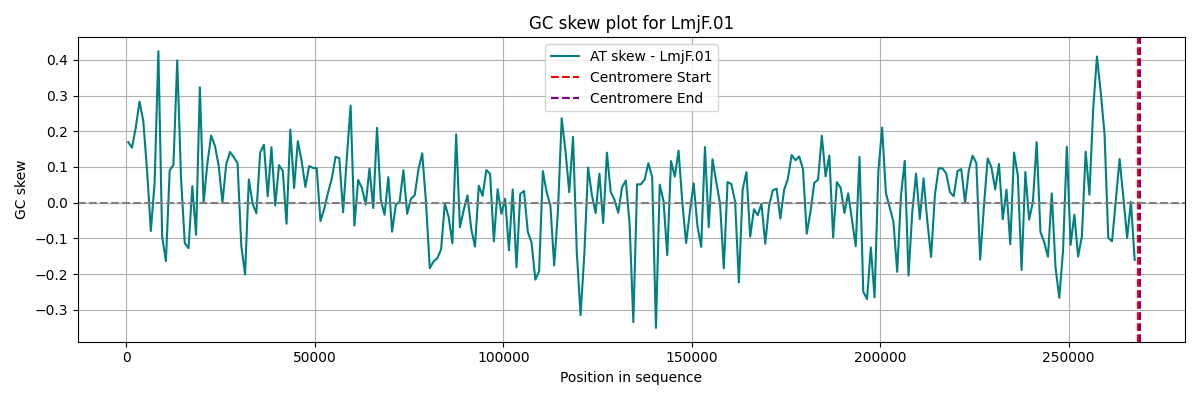 GC skew plot for LmjF.01
AT skew - LmjF.01
Centromere Start
Centromere End
GC skew
0.4
0.3
0.2
0.1
0.0
−0.1
−0.2
−0.3
0 50000 100000 150000 200000 250000
Position in sequence